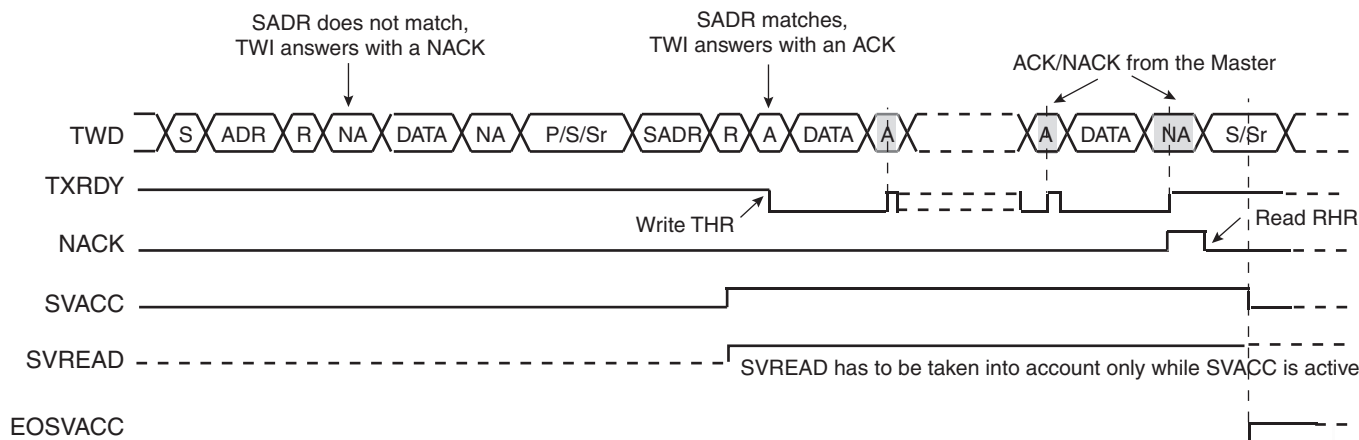 SADR does not match,
TWI answers with a NACK
SADR matches,
TWI answers with an ACK
ACK/NACK from the Master
TWD S ADR R NA DATA NA P/S/Sr SADR R A DATA A A DATA NA S/Sr
TXRDY
Write THR
Read RHR
NACK
SVACC
SVREAD
SVREAD has to be taken into account only while SVACC is active
EOSVACC